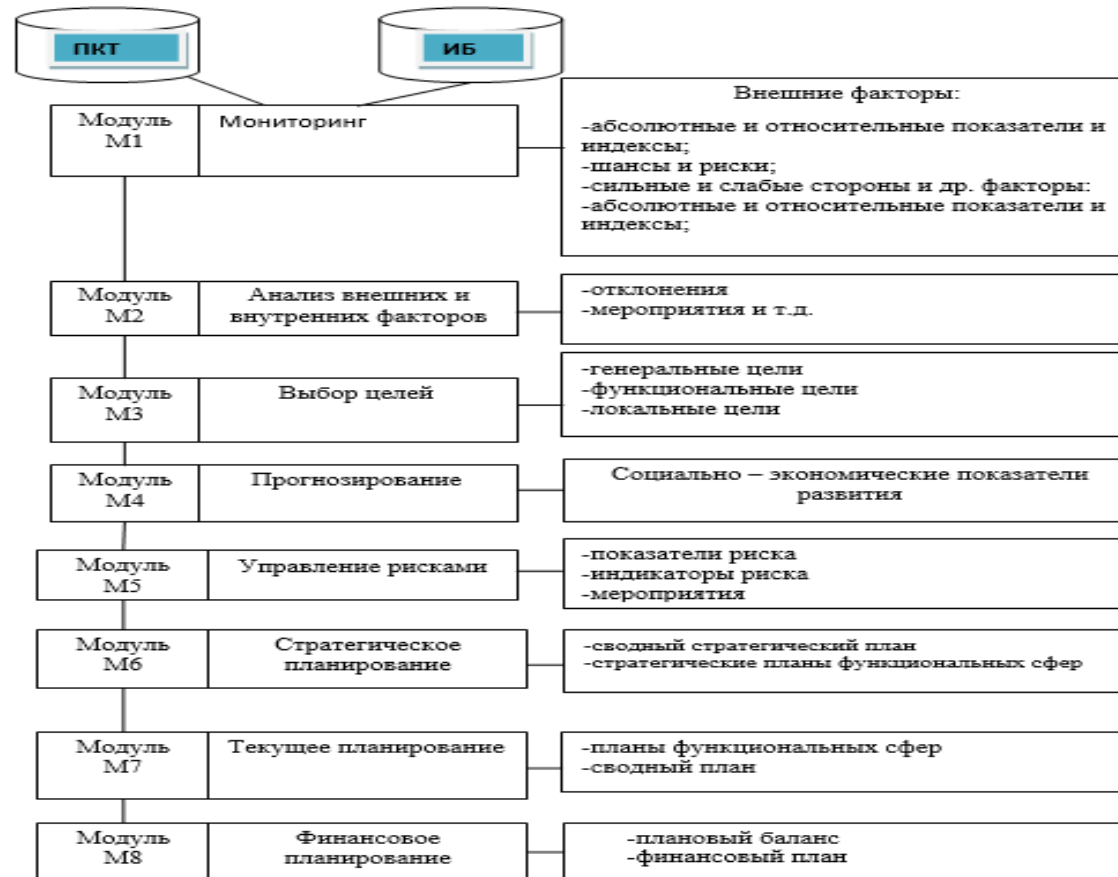 ПКТ
ИБ
Модуль
М1
Мониторинг
Внешние факторы:
-абсолютные и относительные показатели и
индексы;
-шансы и риски;
-сильные и слабые стороны и др. факторы:
-абсолютные и относительные показатели и
индексы;
Модуль
М2
Анализ внешних и
внутренних факторов
-отклонения
-мероприятия и т.д.
Модуль
М3
Выбор целей
-генеральные цели
-функциональные цели
-локальные цели
Модуль
М4
Прогнозирование
Социально – экономические показатели
развития
Модуль
М5
Управление рисками
-показатели риска
-индикаторы риска
-мероприятия
Модуль
М6
Стратегическое
планирование
-сводный стратегический план
-стратегические планы функциональных сфер
Модуль
М7
Текущее планирование
-планы функциональных сфер
-сводный план
Модуль
М8
Финансовое
планирование
-плановый баланс
-финансовый план